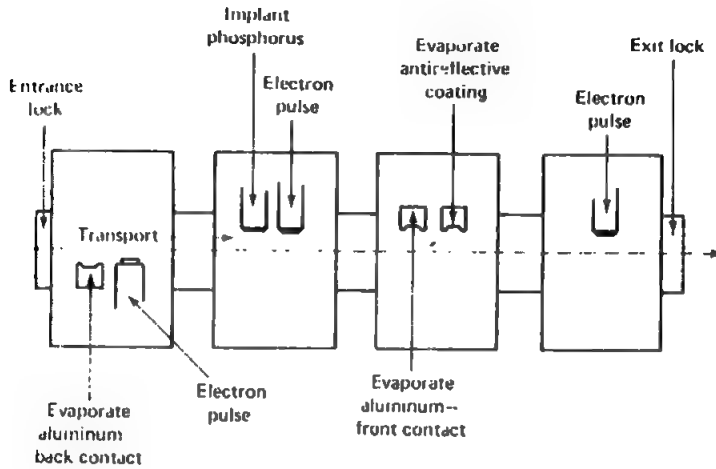 Implant
phosphorus
Electron
pulse
Evaporate
antireflective
coating
Exit lock
Entrance
lock
Electron
pulse
Transport
Electron
pulse
Evaporate
aluminum
back contact
Evaporate
aluminum--
front contact